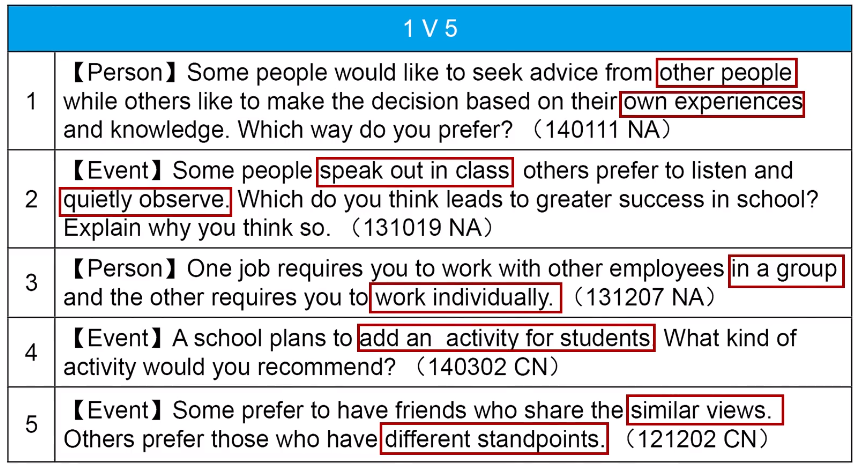 1 V 5
1
【Person】Some people would like to seek advice from other people
while others like to make the decision based on their own experiences
and knowledge. Which way do you prefer? （140111 NA）
2
【Event】Some people speak out in class others prefer to listen and
quietly observe. Which do you think leads to greater success in school?
Explain why you think so. （131019 NA）
3
【Person】One job requires you to work with other employees in a group
and the other requires you to work individually. （131207 NA）
4
【Event】A school plans to add an activity for students What kind of
activity would you recommend? （140302 CN）
5
【Event】Some prefer to have friends who share the similar views.
Others prefer those who have different standpoints. （121202 CN）